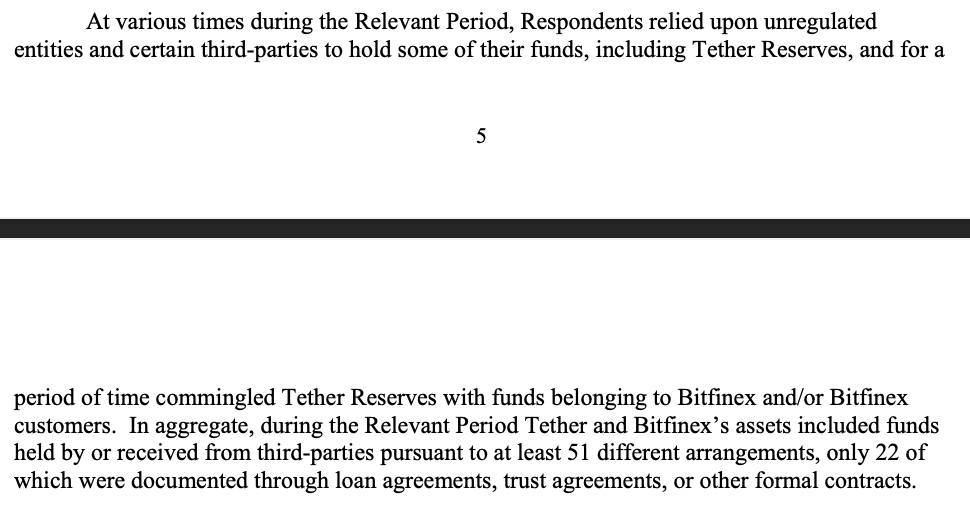 At various times during the Relevant Period, Respondents relied upon unregulated
entities and certain third-parties to hold some of their funds, including Tether Reserves, and for a
5
period of time commingled Tether Reserves with funds belonging to Bitfinex and/or Bitfinex
customers.  In aggregate, during the Relevant Period Tether and Bitfinex’s assets included funds
held by or received from third-parties pursuant to at least 51 different arrangements, only 22 of
which were documented through loan agreements, trust agreements, or other formal contracts.